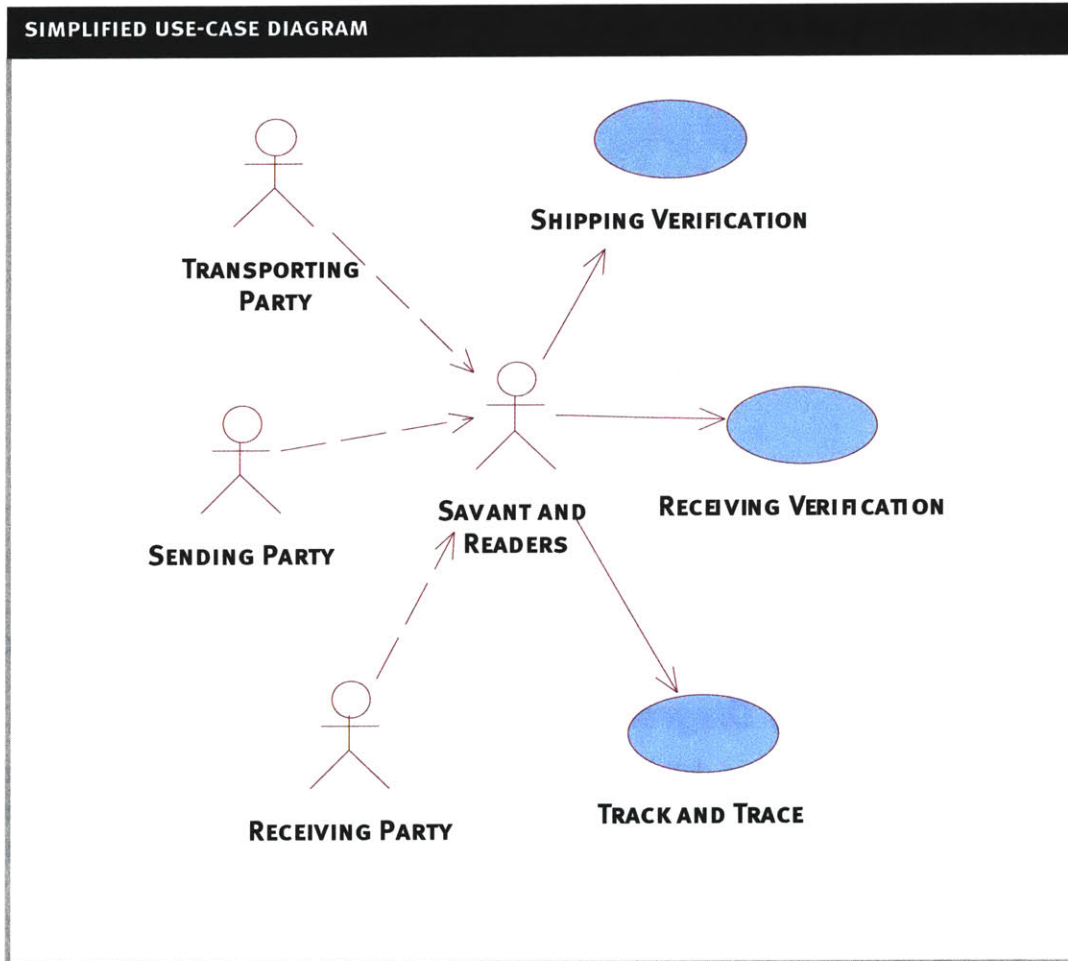 SIMPLIFIED USE-CASE DIAGRAM
SHIPPING VERIFICATION
TRANSPORTING
PARTY
SAVANT AND
READERS
RECEIVING VERIFICATION
SENDING PARTY
TRACK AND TRACE
RECEIVING PARTY